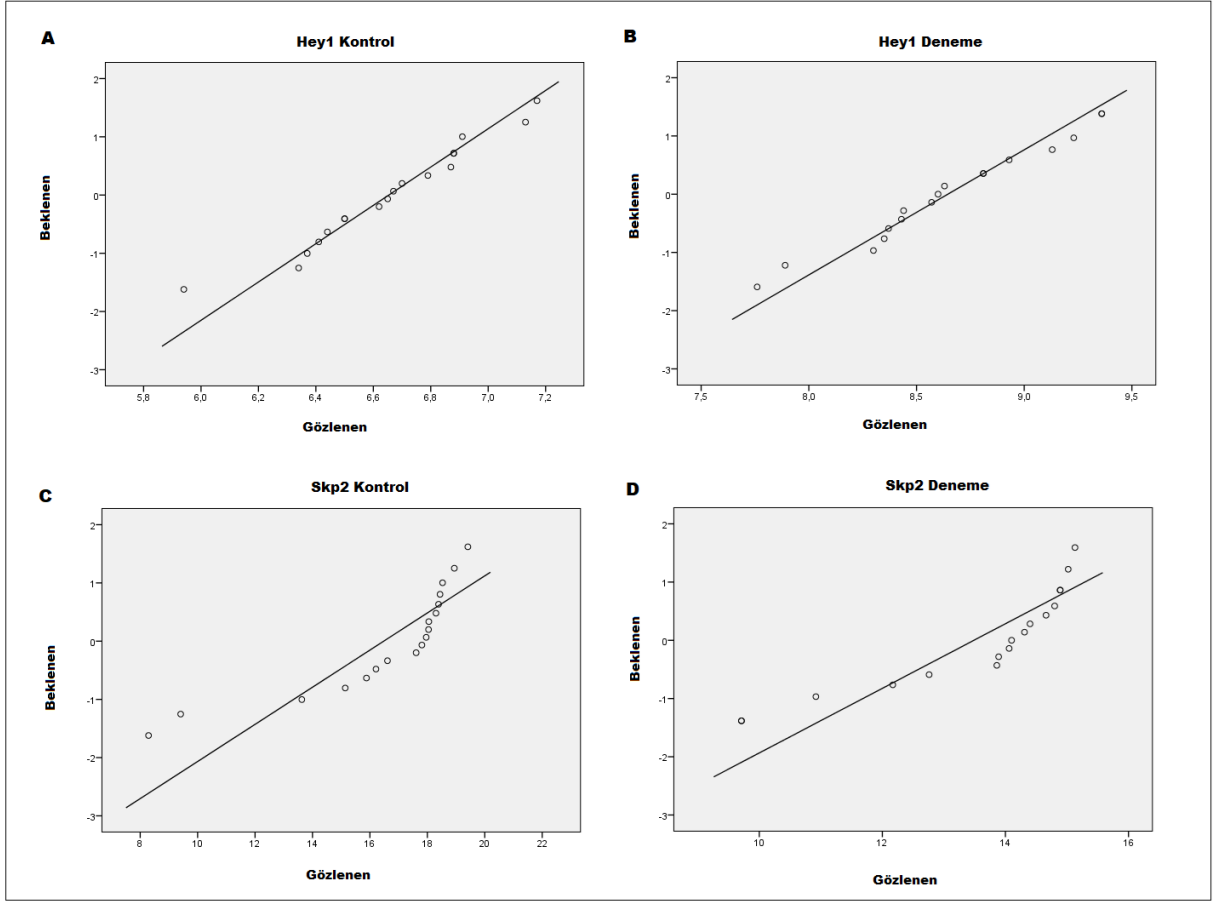 A
Hey1 Kontrol
2
1
0
-1
-2
-3
Beklenen
5,8 6,0 6,2 6,4 6,6 6,8 7,0 7,2
Gözlenen
B
Hey1 Deneme
2
1
0
-1
-2
-3
Beklenen
7,5 8,0 8,5 9,0 9,5
Gözlenen
C
Skp2 Kontrol
2
1
0
-1
-2
-3
Beklenen
8 10 12 14 16 18 20 22
Gözlenen
D
Skp2 Deneme
2
1
0
-1
-2
-3
Beklenen
10 12 14 16
Gözlenen